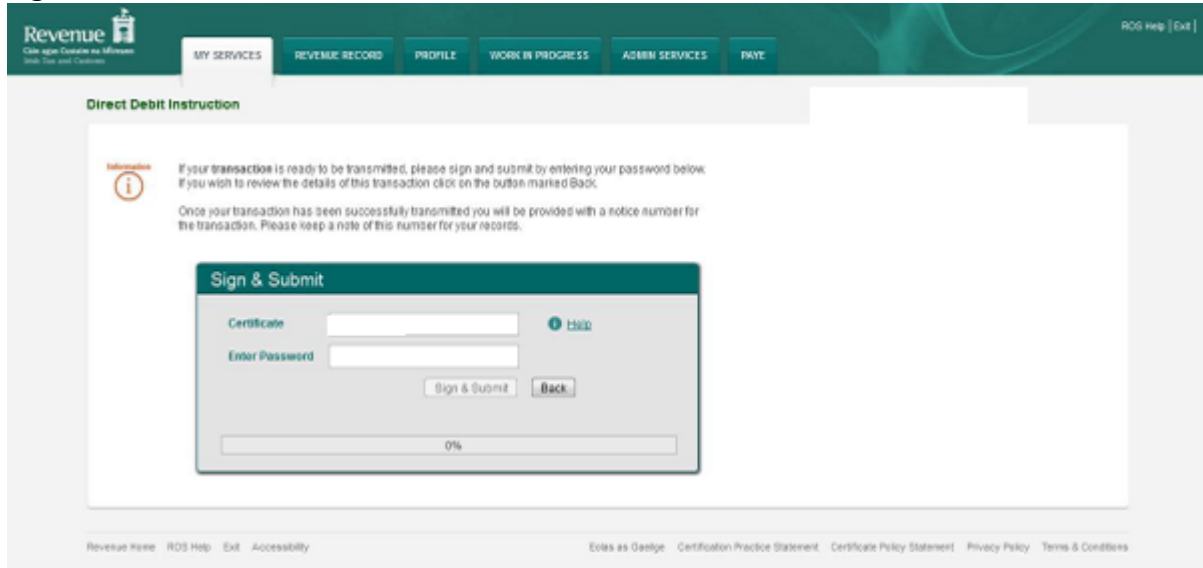 Revenue
Cáin agus Custaim na hÉireann
Irish Tax and Customs
MY SERVICES
REVENUE RECORD
PROFILE
WORK IN PROGRESS
ADMIN SERVICES
PAYE
ROS Help | Exit |
Direct Debit Instruction
Information
If your transaction is ready to be transmitted, please sign and submit by entering your password below.
If you wish to review the details of this transaction click on the button marked Back.
Once your transaction has been successfully transmitted you will be provided with a notice number for
the transaction. Please keep a note of this number for your records.
Sign & Submit
Certificate
Help
Enter Password
Sign & Submit
Back
0%
Revenue Home ROS Help Exit Accessibility
Eolas as Gaeilge Certification Practice Statement Certificate Policy Statement Privacy Policy Terms & Conditions